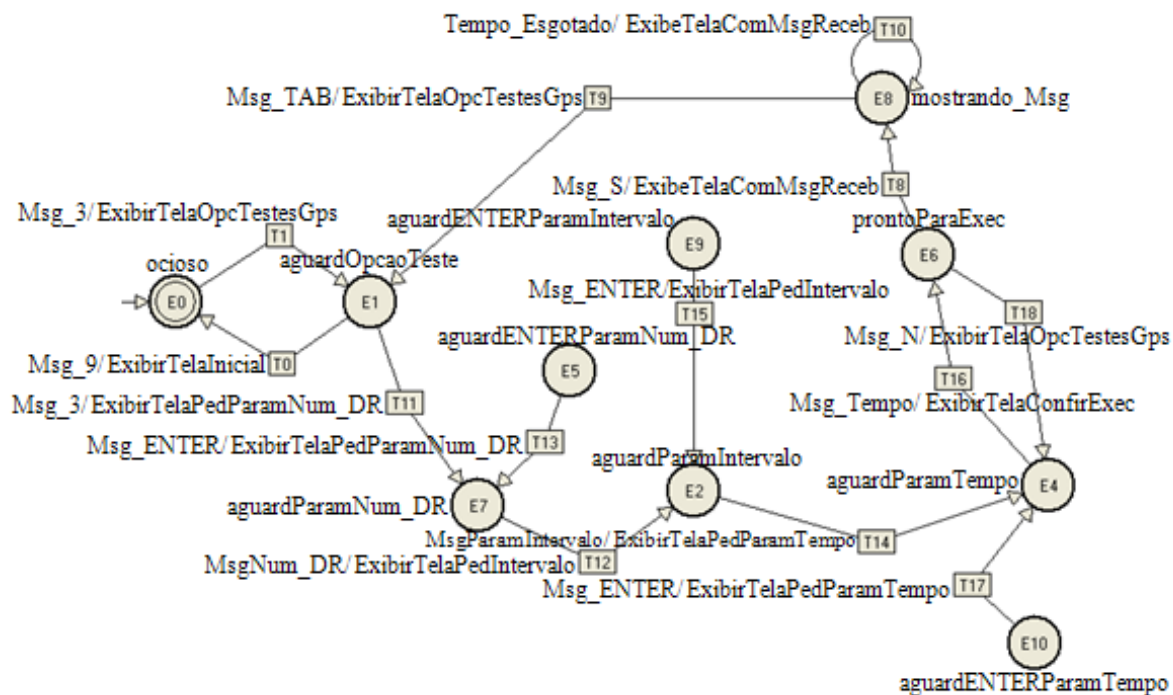 Tempo_Esgotado/ ExibeTelaComMsgReceb
T10
Msg_TAB/ExibirTelaOpcTestesGps
T9
E8
mostrando_Msg
Msg_S/ExibeTelaComMsgReceb
T8
Msg_3/ExibirTelaOpcTestesGps
T1
aguardENTERParamIntervalo
prontoParaExec
ocioso
aguardOpcaoTeste
E9
E6
E0
E1
Msg_ENTER/ExibirTelaPedIntervalo
T15
T18
aguardENTERParamNum_DR
Msg_N/ExibirTelaOpcTestesGps
Msg_9/ExibirTelaInicial
T0
E5
T16
Msg_3/ExibirTelaPedParamNum_DR
T11
Msg_Tempo/ExibirTelaConfirExec
Msg_ENTER/ExibirTelaPedParamNum_DR
T13
aguardParamIntervalo
aguardParamTempo
E4
aguardParamNum_DR
E7
E2
MsgParamIntervalo/ExibirTelaPedParamTempo
T14
MsgNum_DR/ExibirTelaPedIntervalo
T12
Msg_ENTER/ExibirTelaPedParamTempo
T17
E10
aguardENTERParamTempo